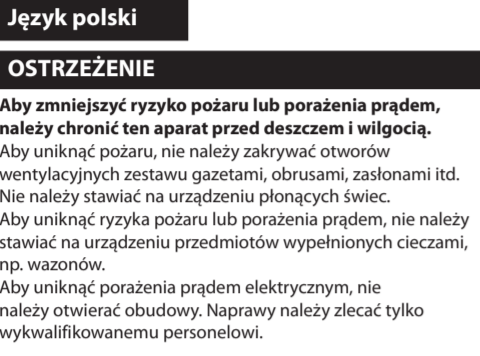 Język polski
OSTRZEŻENIE
Aby zmniejszyć ryzyko pożaru lub porażenia prądem,
należy chronić ten aparat przed deszczem i wilgocią.
Aby uniknąć pożaru, nie należy zakrywać otworów
wentylacyjnych zestawu gazetami, obrusami, zasłonami itd.
Nie należy stawiać na urządzeniu płonących świec.
Aby uniknąć ryzyka pożaru lub porażenia prądem, nie należy
stawiać na urządzeniu przedmiotów wypełnionych cieczami,
np. wazonów.
Aby uniknąć porażenia prądem elektrycznym, nie
należy otwierać obudowy. Naprawy należy zlecać tylko
wykwalifikowanemu personelowi.